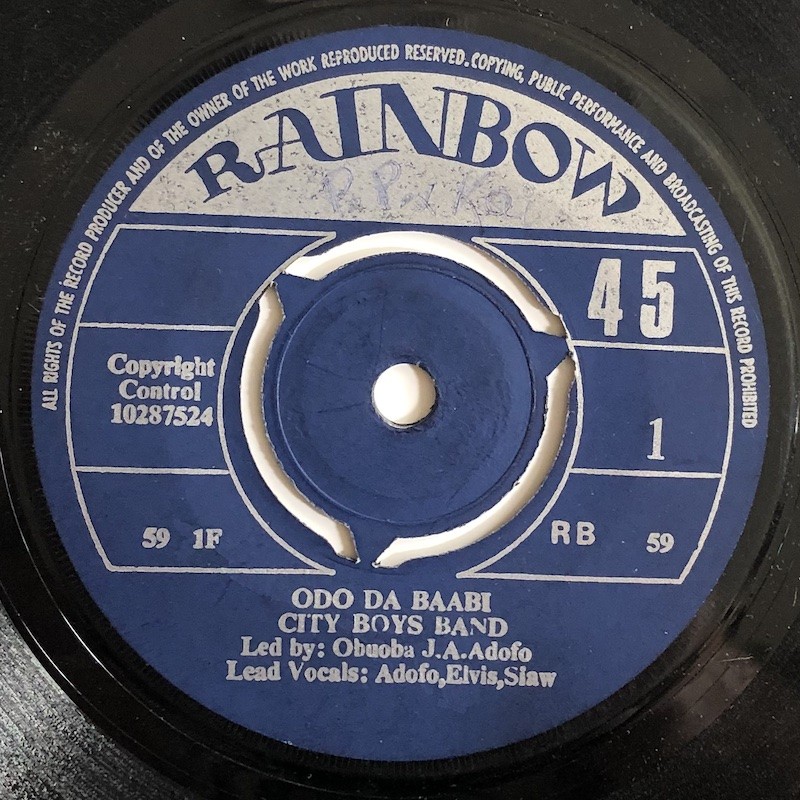 ALL RIGHTS OF THE RECORD PRODUCER AND OF THE OWNER OF THE WORK REPRODUCED RESERVED. COPYING, PUBLIC PERFORMANCE AND BROADCASTING OF THIS RECORD PROHIBITED
RAINBOW
45
Copyright
Control
10287524
1
59 1F
RB 59
ODO DA BAABI
CITY BOYS BAND
Led by: Obuoba J.A.Adofo
Lead Vocals: Adofo,Elvis,Siaw